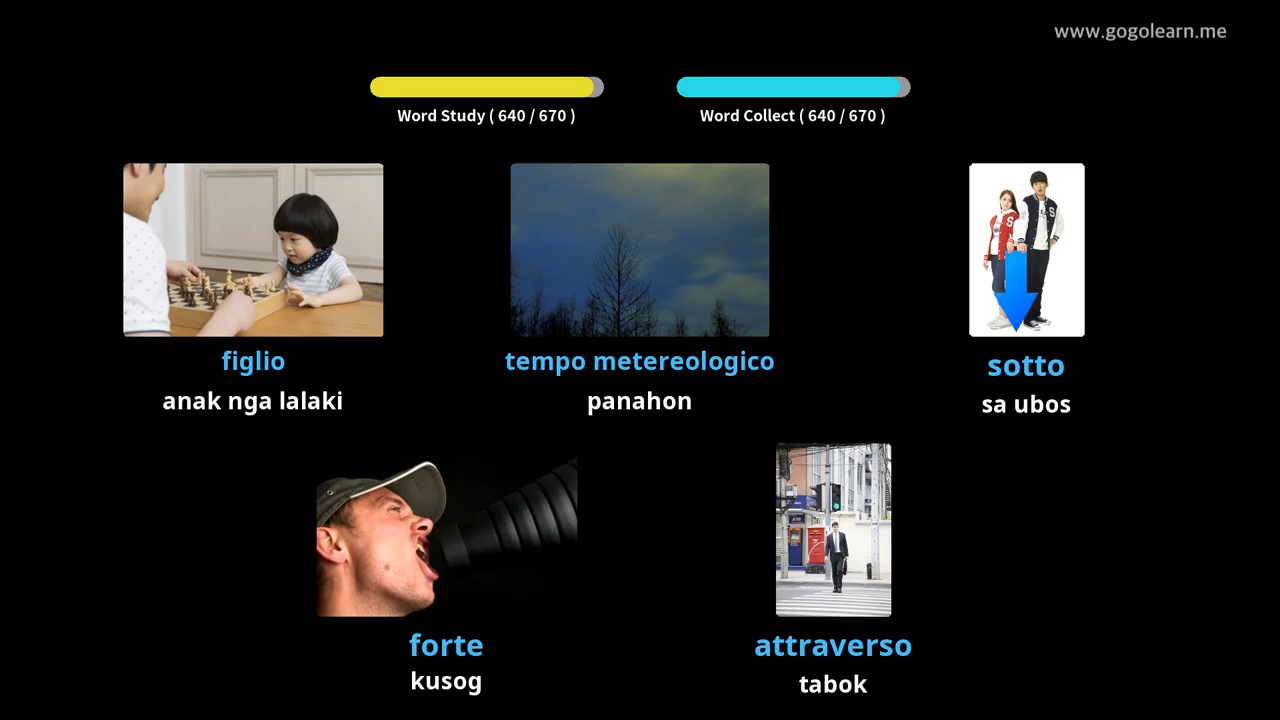 www.gogolearn.me
Word Study ( 640 / 670 )
Word Collect ( 640 / 670 )
figlio
anak nga lalaki
tempo metereologico
panahon
sotto
sa ubos
forte
kusog
attraverso
tabok